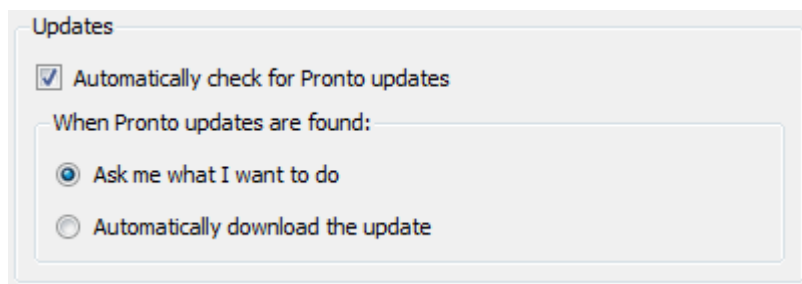 Updates
Automatically check for Pronto updates
When Pronto updates are found:
Ask me what I want to do
Automatically download the update